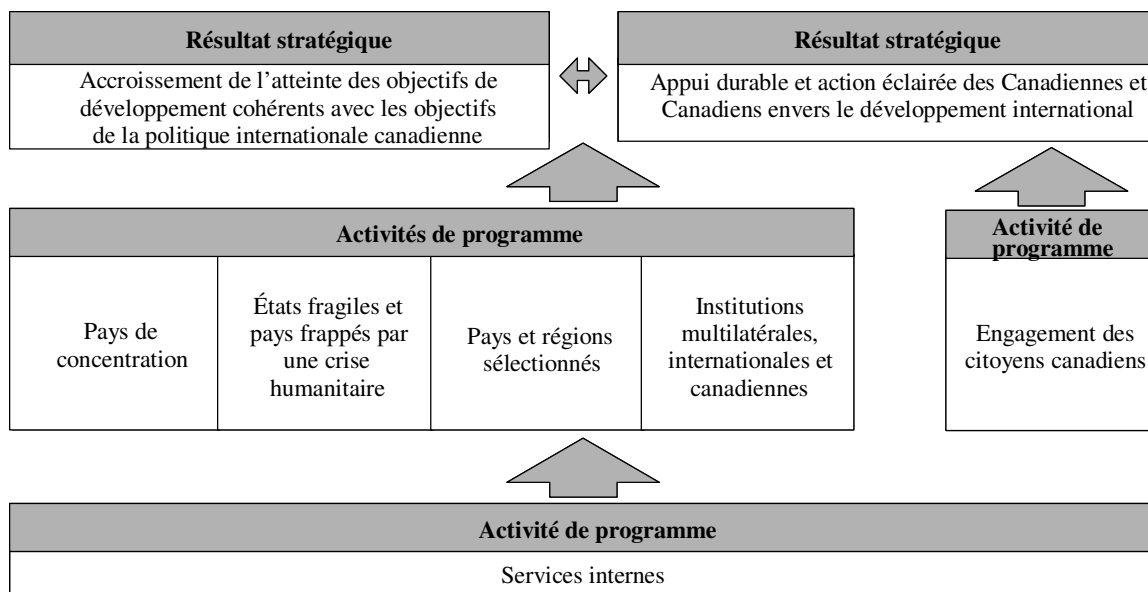 Résultat stratégique
Accroissement de l’atteinte des objectifs de
développement cohérents avec les objectifs
de la politique internationale canadienne
Résultat stratégique
Appui durable et action éclairée des Canadiennes et
Canadiens envers le développement international
Activités de programme
Pays de
concentration
États fragiles et
pays frappés par
une crise
humanitaire
Pays et régions
sélectionnés
Institutions
multilatérales,
internationales et
canadiennes
Activité de
programme
Engagement des
citoyens canadiens
Activité de programme
Services internes